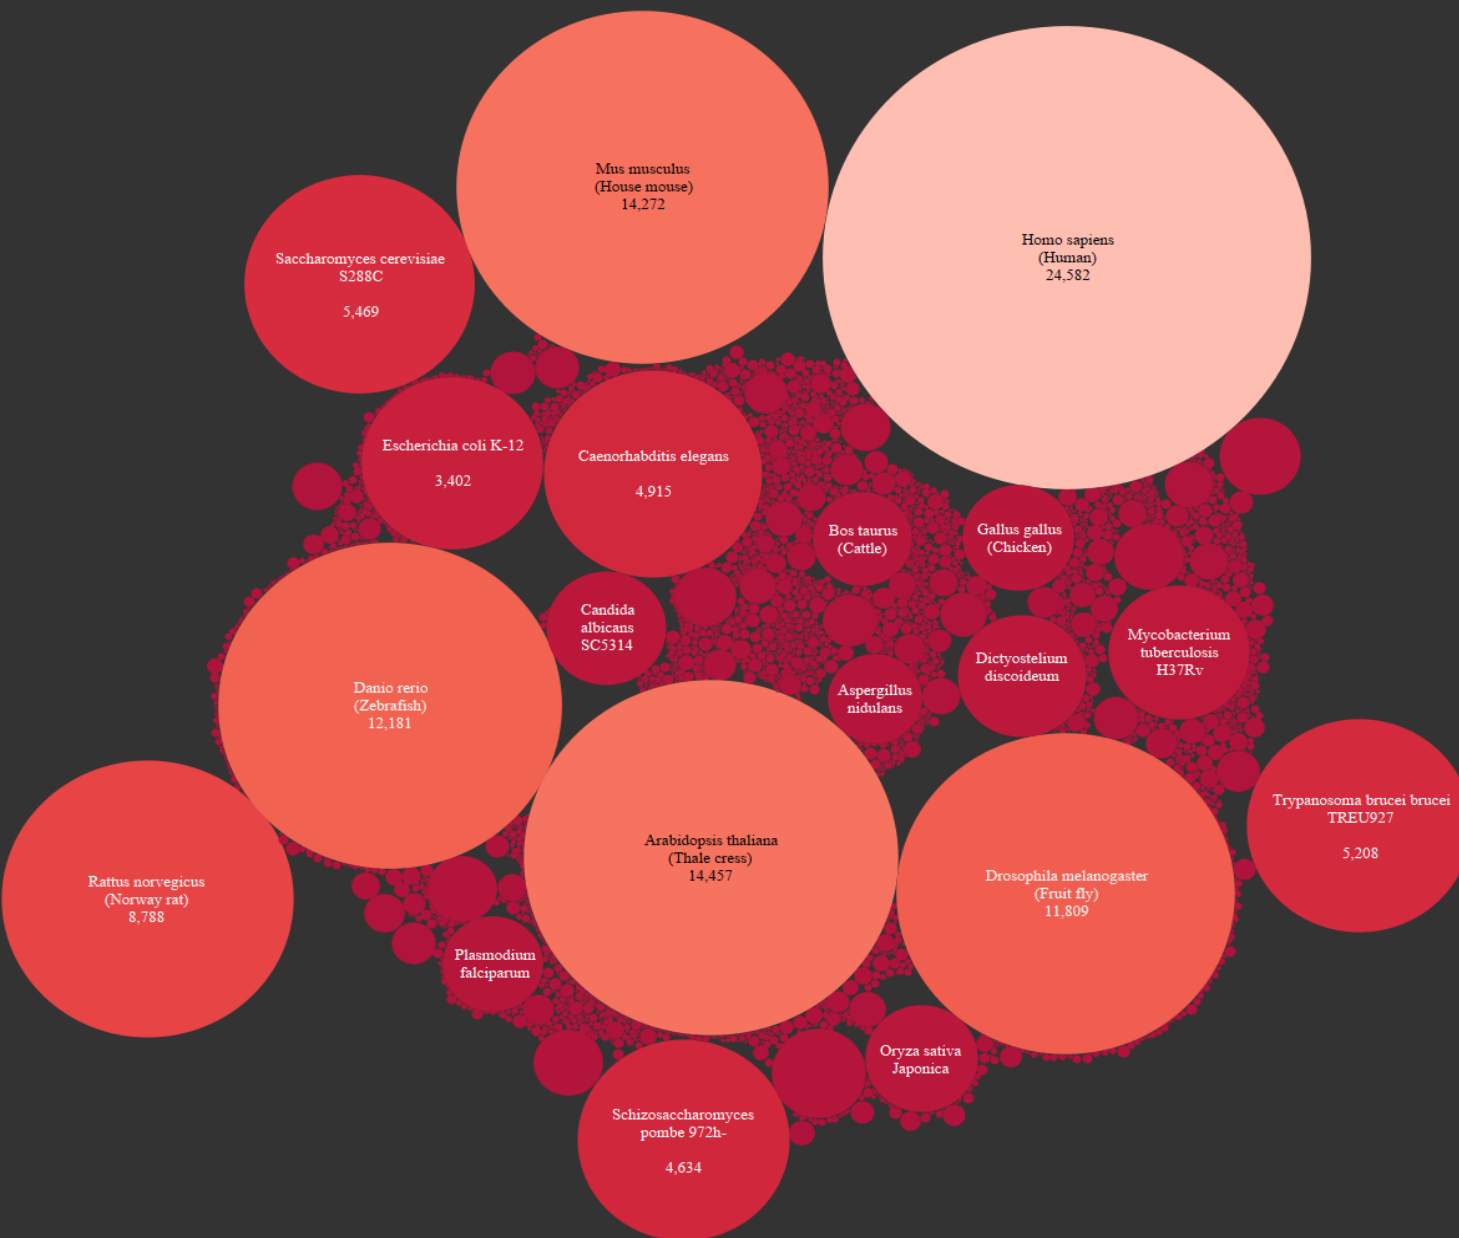 Mus musculus
(House mouse)
14,272
Homo sapiens
(Human)
24,582
Saccharomyces cerevisiae
S288C
5,469
Escherichia coli K-12
3,402
Caenorhabditis elegans
4,915
Bos taurus
(Cattle)
Gallus gallus
(Chicken)
Candida
albicans
SC5314
Mycobacterium
tuberculosis
H37Rv
Dictyostelium
discoideum
Aspergillus
nidulans
Danio rerio
(Zebrafish)
12,181
Trypanosoma brucei brucei
TREU927
5,208
Arabidopsis thaliana
(Thale cress)
14,457
Drosophila melanogaster
(Fruit fly)
11,809
Rattus norvegicus
(Norway rat)
8,788
Plasmodium
falciparum
Oryza sativa
Japonica
Schizosaccharomyces
pombe 972h-
4,634